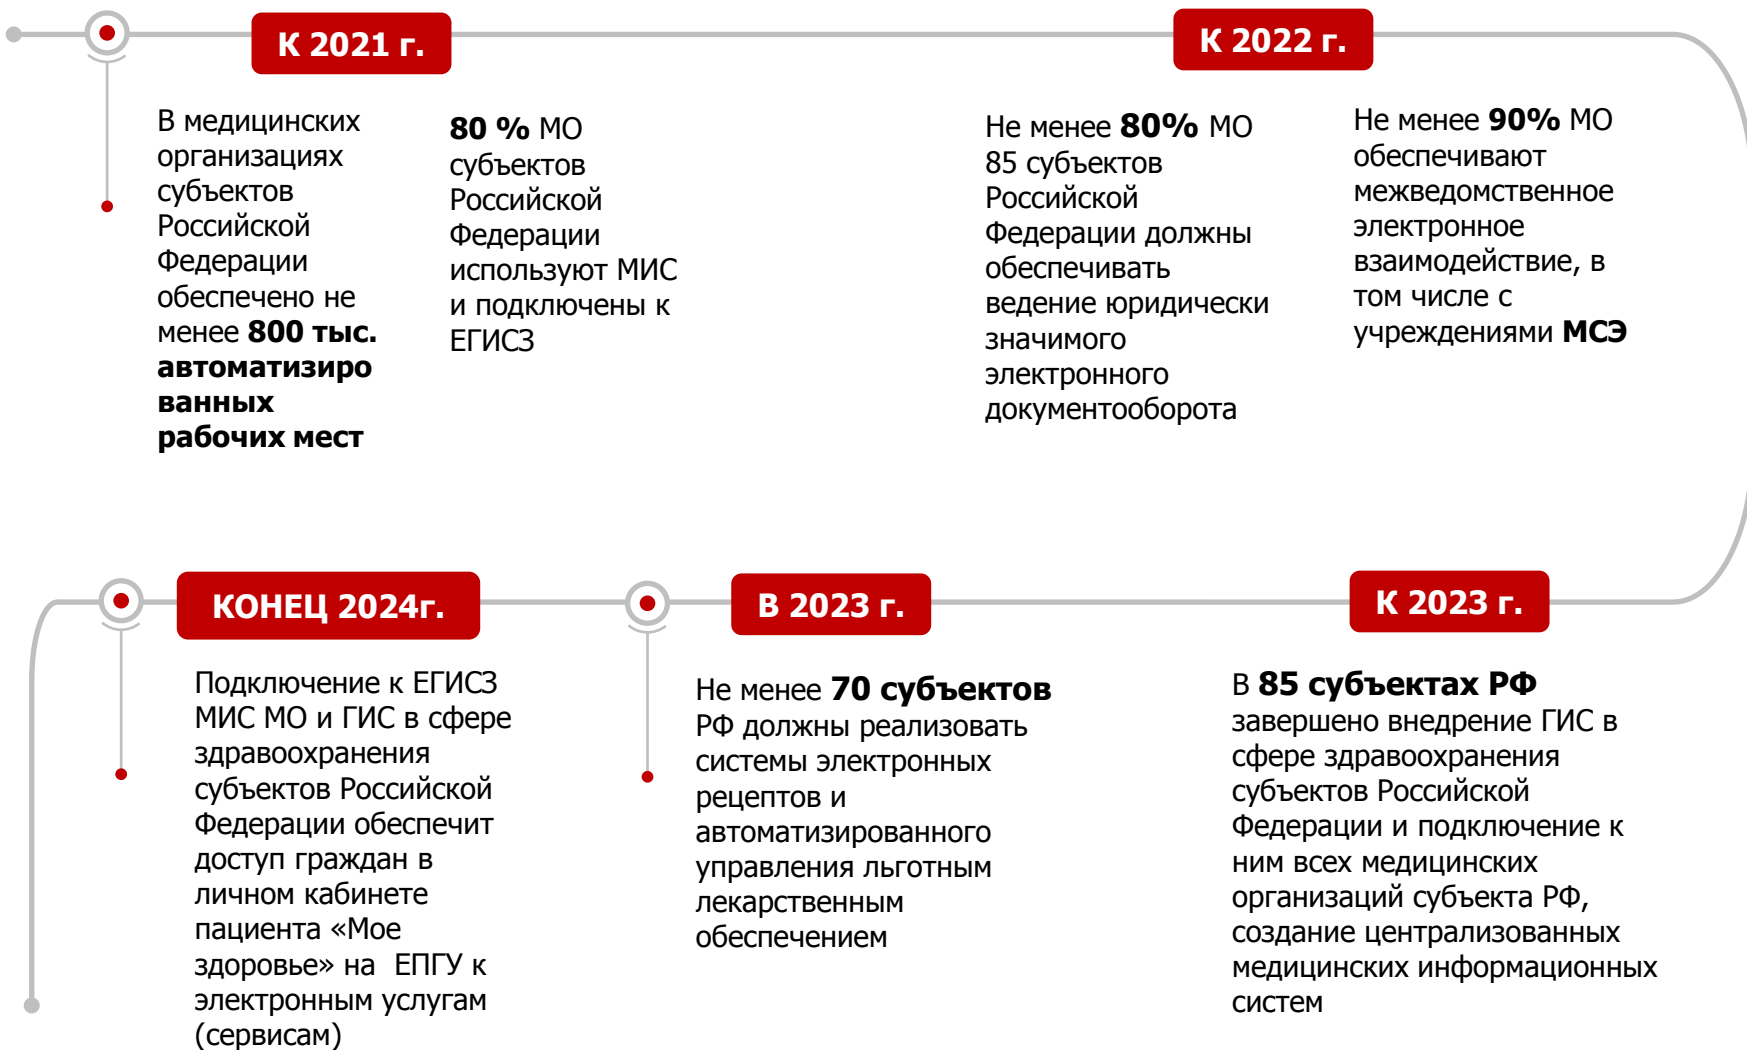 К 2021 г.
В медицинских
организациях
субъектов
Российской
Федерации
обеспечено не
менее 800 тыс.
автоматизиро
ванных
рабочих мест
80 % МО
субъектов
Российской
Федерации
используют МИС
и подключены к
ЕГИСЗ
К 2022 г.
Не менее 80% МО
85 субъектов
Российской
Федерации должны
обеспечивать
ведение юридически
значимого
электронного
документооборота
Не менее 90% МО
обеспечивают
межведомственное
электронное
взаимодействие, в
том числе с
учреждениями МСЭ
К 2023 г.
В 85 субъектах РФ
завершено внедрение ГИС в
сфере здравоохранения
субъектов Российской
Федерации и подключение к
ним всех медицинских
организаций субъекта РФ,
создание централизованных
медицинских информационных
систем
В 2023 г.
Не менее 70 субъектов
РФ должны реализовать
системы электронных
рецептов и
автоматизированного
управления льготным
лекарственным
обеспечением
КОНЕЦ 2024г.
Подключение к ЕГИСЗ
МИС МО и ГИС в сфере
здравоохранения
субъектов Российской
Федерации обеспечит
доступ граждан в
личном кабинете
пациента «Мое
здоровье» на ЕПГУ к
электронным услугам
(сервисам)